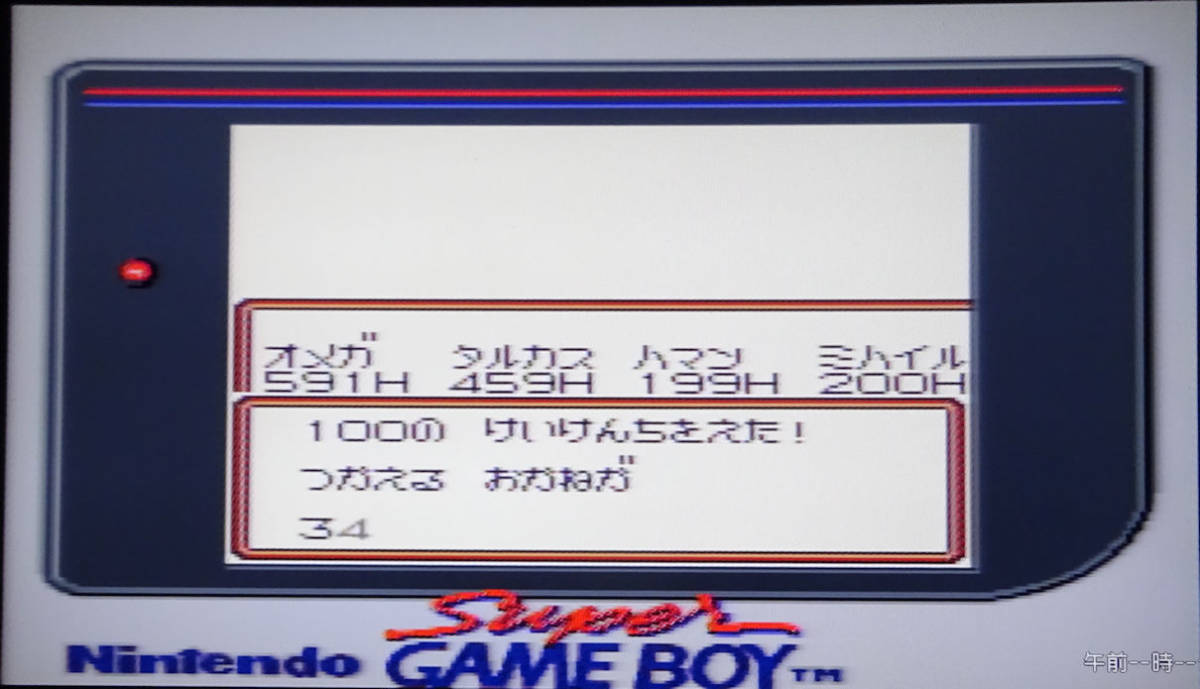 オメガ タルカス ハマン ミハイル
591H 459H 199H 200H
100の けいけんちをえた!
つかえる おかねが
34
Super
Nintendo GAME BOY™
午前--時--